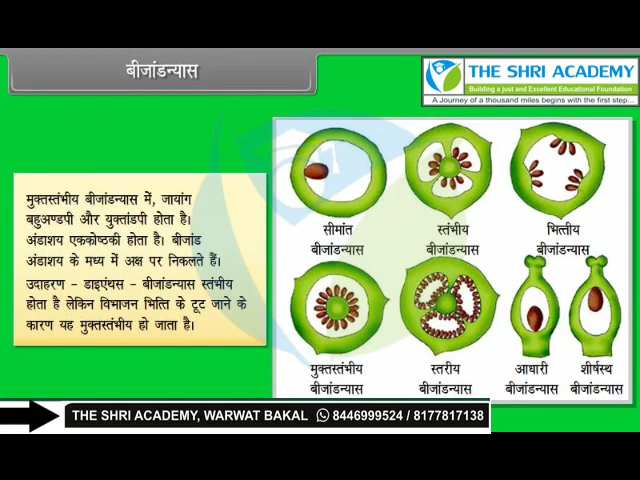 बीजांडन्यास
THE SHRI ACADEMY
Building a just and Excellent Educational Foundation
A Journey of a thousand miles begins with the first step...
मुक्तस्तंभीय बीजांडन्यास में, जायांग
बहुअण्डपी और युक्तांडपी होता है।
अंडाशय एककोष्ठकी होता है। बीजांड
अंडाशय के मध्य में अक्ष पर निकलते हैं।
उदाहरण - डाइएंथस - बीजांडन्यास स्तंभीय
होता है लेकिन विभाजन भित्ति के टूट जाने के
कारण यह मुक्तस्तंभीय हो जाता है।
सीमांत
बीजांडन्यास
स्तंभीय
बीजांडन्यास
भित्तीय
बीजांडन्यास
मुक्तस्तंभीय
बीजांडन्यास
स्तरीय
बीजांडन्यास
आधारी
बीजांडन्यास
शीर्षस्थ
बीजांडन्यास
THE SHRI ACADEMY, WARWAT BAKAL 8446999524 / 8177817138